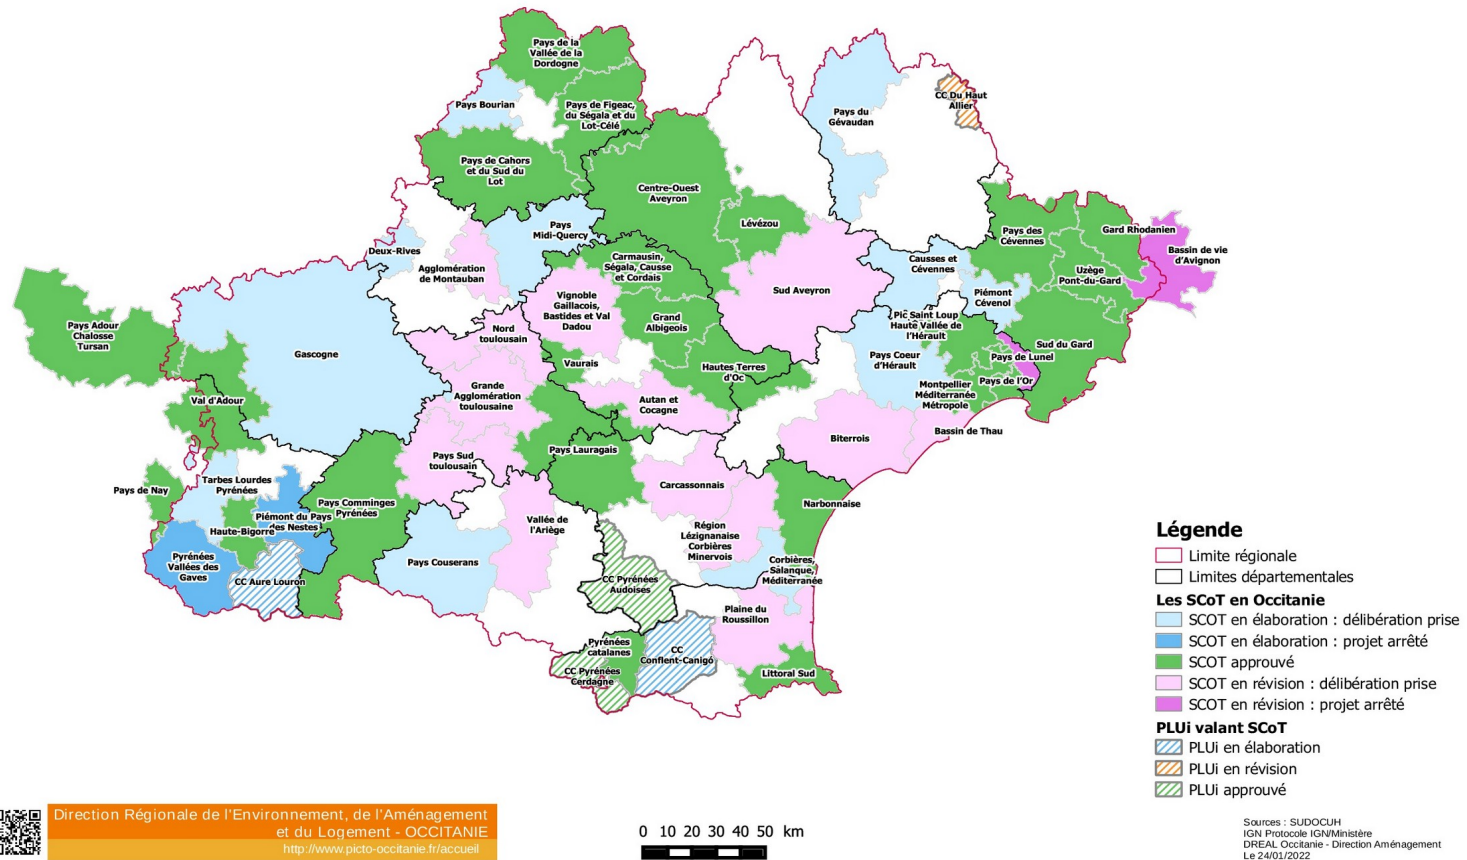 Pays de la
Vallée de la
Dordogne
Pays Bourian
Pays de Figeac,
du Ségala et du
Lot-Célé
Pays du
Gévaudan
CC Du Haut
Allier
Pays de Cahors
et du Sud du
Lot
Centre-Ouest
Aveyron
Lévézou
Pays
Midi-Quercy
Deux-Rives
Agglomération
de Montauban
Carmausin,
Ségala, Causse
et Cordais
Causses et
Cévennes
Pays des
Cévennes
Gard Rhodanien
Bassin de vie
d'Avignon
Uzège
Pont-du-Gard
Piémont
Cévenol
Sud Aveyron
Vignoble
Gaillacois,
Bastides et Val
Dadou
Grand
Albigeois
Pic Saint Loup
Haute Vallée de
l'Hérault
Pays Adour
Chalosse
Tursan
Gascogne
Nord
toulousain
Vaurais
Hautes Terres
d'Oc
Pays Coeur
d'Hérault
Sud du Gard
Pays de Lunel
Pays de l'Or
Montpellier
Méditerranée
Métropole
Val d'Adour
Grande
Agglomération
toulousaine
Autan et
Cocagne
Biterrois
Bassin de Thau
Pays Sud
toulousain
Pays Lauragais
Pays de Nay
Tarbes Lourdes
Pyrénées
Carcassonnais
Narbonnaise
Pays Comminges
Pyrénées
Piémont du Pays
des Nestes
Haute-Bigorre
Vallée de
l'Ariège
Région
Lézignanaise
Corbières
Minervois
Pyrénées
Vallées des
Gaves
CC Aure Louron
Pays Couserans
CC Pyrénées
Audoises
Corbières,
Salanque,
Méditerranée
Plaine du
Roussillon
Pyrénées
catalanes
CC
Conflent-Canigó
CC Pyrénées
Cerdagne
Littoral Sud
Légende
Limite régionale
Limites départementales
Les SCoT en Occitanie
SCOT en élaboration : délibération prise
SCOT en élaboration : projet arrêté
SCOT approuvé
SCOT en révision : délibération prise
SCOT en révision : projet arrêté
PLUi valant SCoT
PLUi en élaboration
PLUi en révision
PLUi approuvé
Direction Régionale de l'Environnement, de l'Aménagement
et du Logement - OCCITANIE
http://www.picto-occitanie.fr/accueil
0 10 20 30 40 50 km
Sources : SUDOCUH
IGN Protocole IGN/Ministère
DREAL Occitanie - Direction Aménagement
Le 24/01/2022